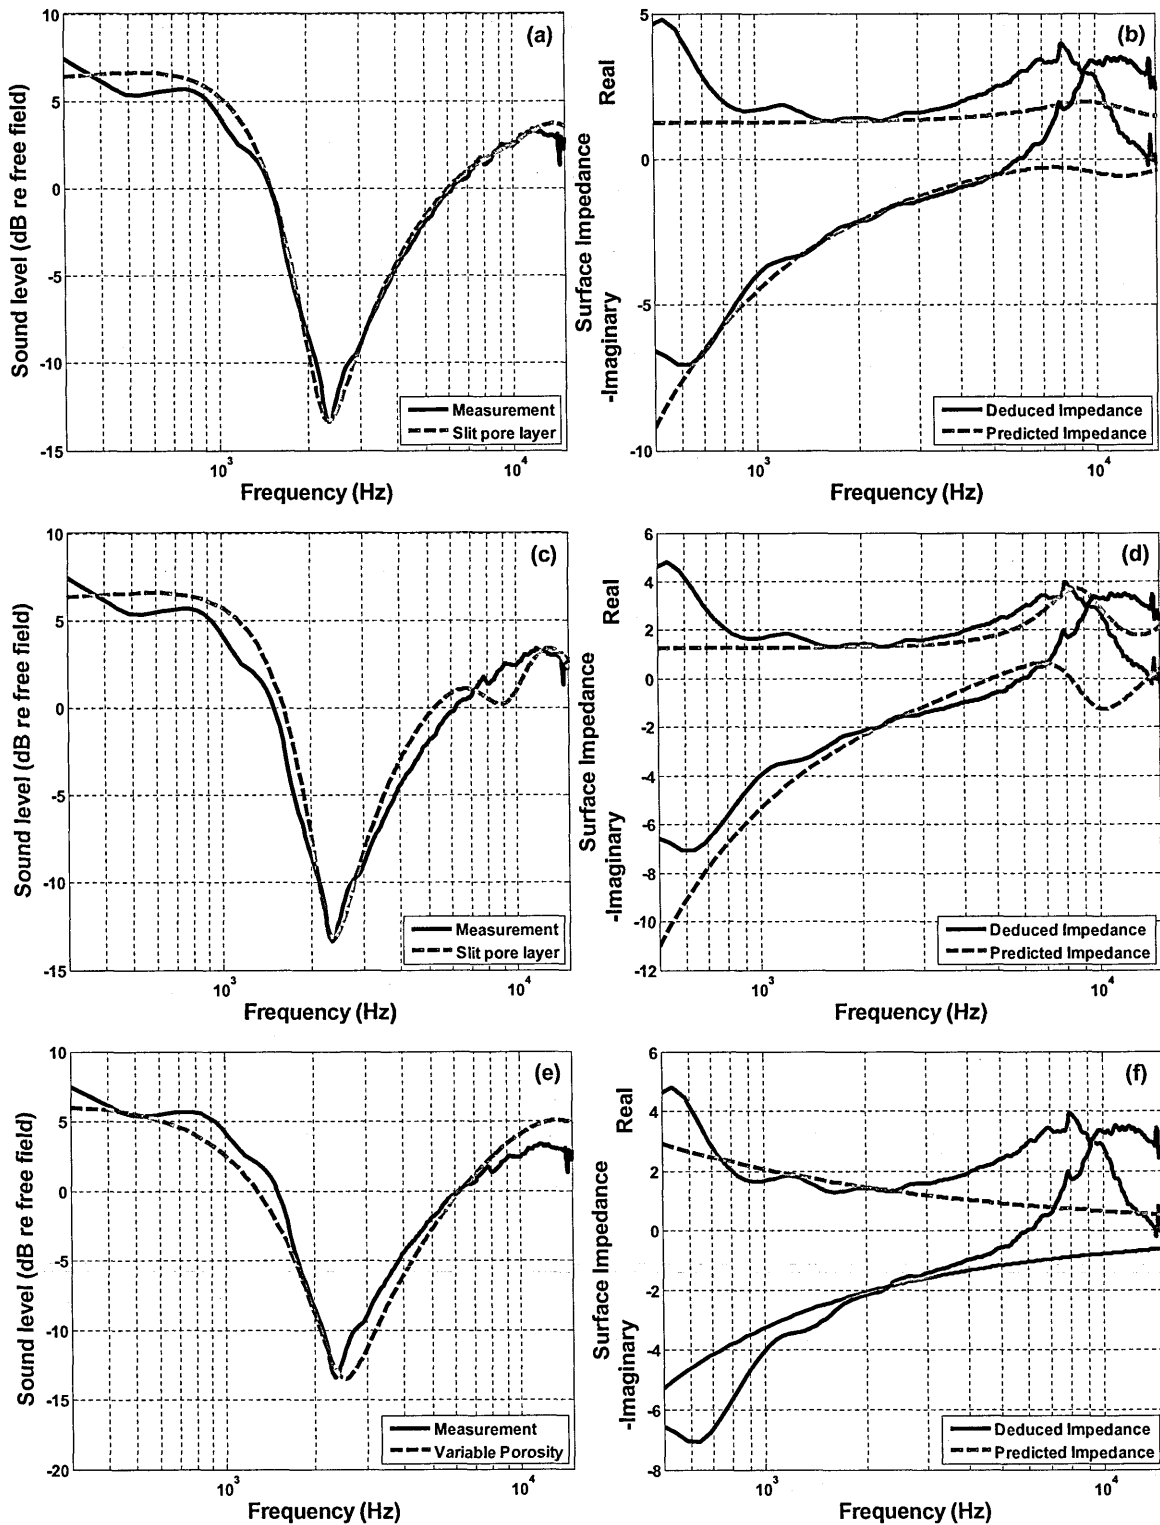 (a)
10
5
0
-5
-10
-15
Sound level (dB re free field)
Measurement
Slit pore layer
10³
10⁴
Frequency (Hz)
(b)
5
0
-5
-10
Real
Surface Impedance
-Imaginary
Deduced Impedance
Predicted Impedance
10³
10⁴
Frequency (Hz)
(c)
10
5
0
-5
-10
-15
Sound level (dB re free field)
Measurement
Slit pore layer
10³
10⁴
Frequency (Hz)
(d)
6
4
2
0
-2
-4
-6
-8
-10
-12
Real
Surface Impedance
-Imaginary
Deduced Impedance
Predicted Impedance
10³
10⁴
Frequency (Hz)
(e)
10
5
0
-5
-10
-15
-20
Sound level (dB re free field)
Measurement
Variable Porosity
10³
10⁴
Frequency (Hz)
(f)
6
4
2
0
-2
-4
-6
-8
Real
Surface Impedance
-Imaginary
Deduced Impedance
Predicted Impedance
10³
10⁴
Frequency (Hz)